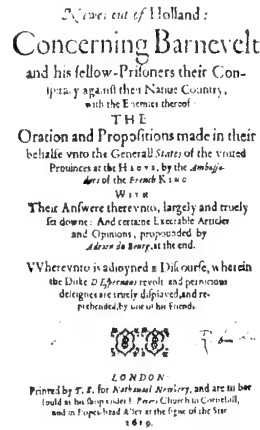 Newes out of Holland:
Concerning Barnevelt
and his fellow-Prisoners their Con-
spiracy against their Natiue Country,
with the Enemies thereof:
THE
Oration and Propositions made in their
behalfe vnto the Generall States of the vnited
Prouinces at the HAGVE, by the Ambassa-
dors of the French KING
WITH
Their Answere therevnto, largely and truely
set downe: And certaine Execrable Articles
and Opinions, propounded by
Adrian du Bourg, at the end.
VVherevnto is adioyned a Discourse, wherein
the Duke D'Espernons reuolt and pernicious
deseignes are truely displayed, and re-
prehended, by one of his Friends.
LONDON
Printed by T. S. for Nathanael Newbery, and are to bee
sould at his shop vnder S. Peters Church in Cornehill,
and in Popes-head Alley at the signe of the Star
1619.